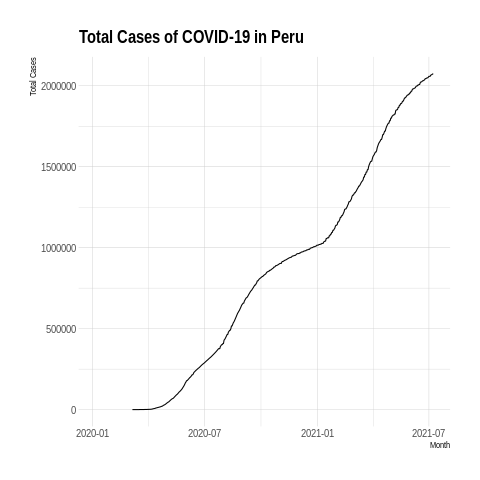 Total Cases of COVID-19 in Peru
Total Cases
2000000
1500000
1000000
500000
0
2020-01 2020-07 2021-01 2021-07
Month